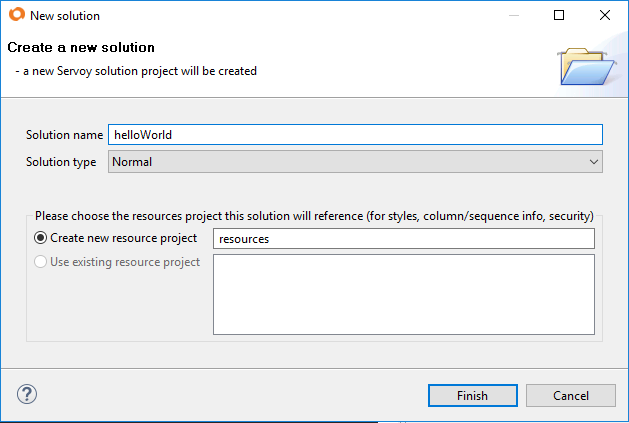 New solution
Create a new solution
- a new Servoy solution project will be created
Solution name helloWorld
Solution type Normal
Please choose the resources project this solution will reference (for styles, column/sequence info, security)
Create new resource project resources
Use existing resource project
? Finish Cancel